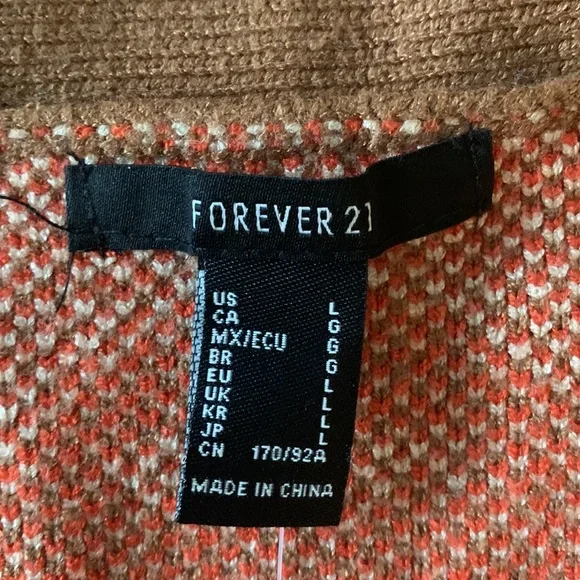 FOREVER 21
US L
CA G
MX/ECU G
BR G
EU L
UK L
KR L
JP L
CN 170/92A
MADE IN CHINA